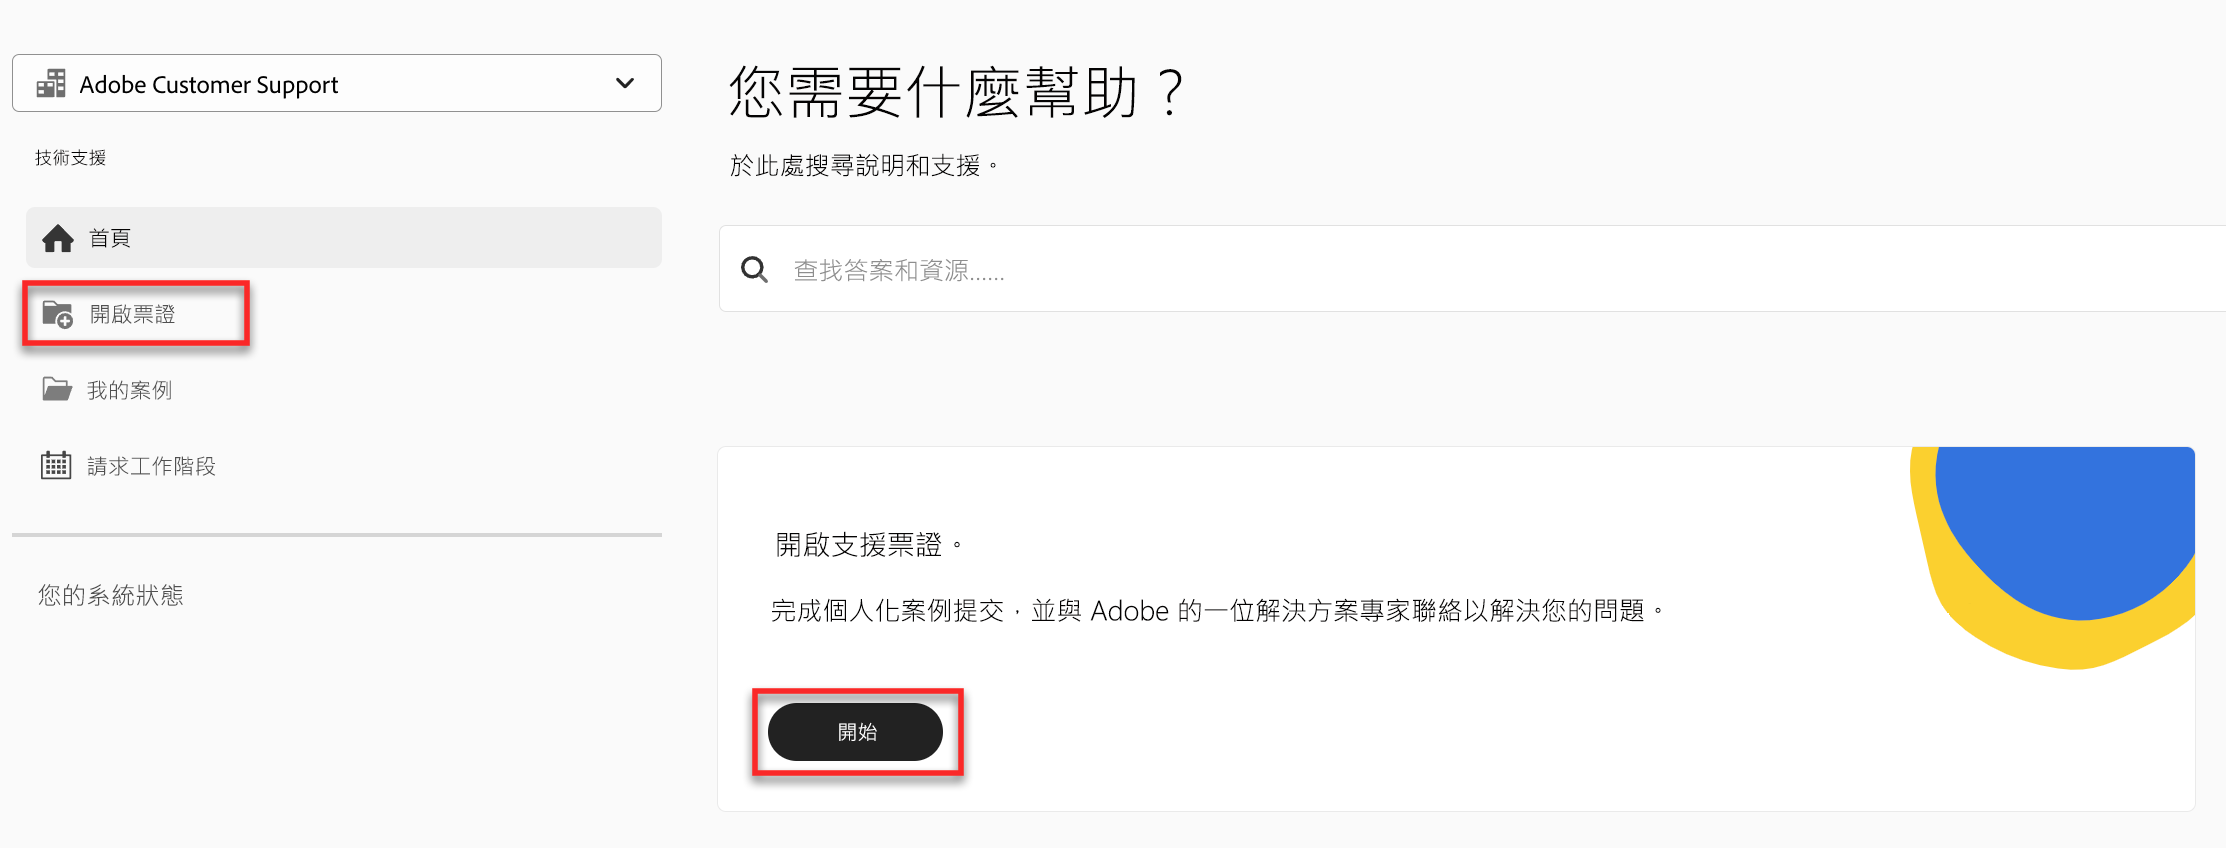 Adobe Customer Support
技術支援
首頁
開啟票證
我的案例
請求工作階段
您的系統狀態
您需要什麼幫助？
於此處搜尋說明和支援。
查找答案和資源......
開啟支援票證。
完成個人化案例提交，並與 Adobe 的一位解決方案專家聯絡以解決您的問題。
開始